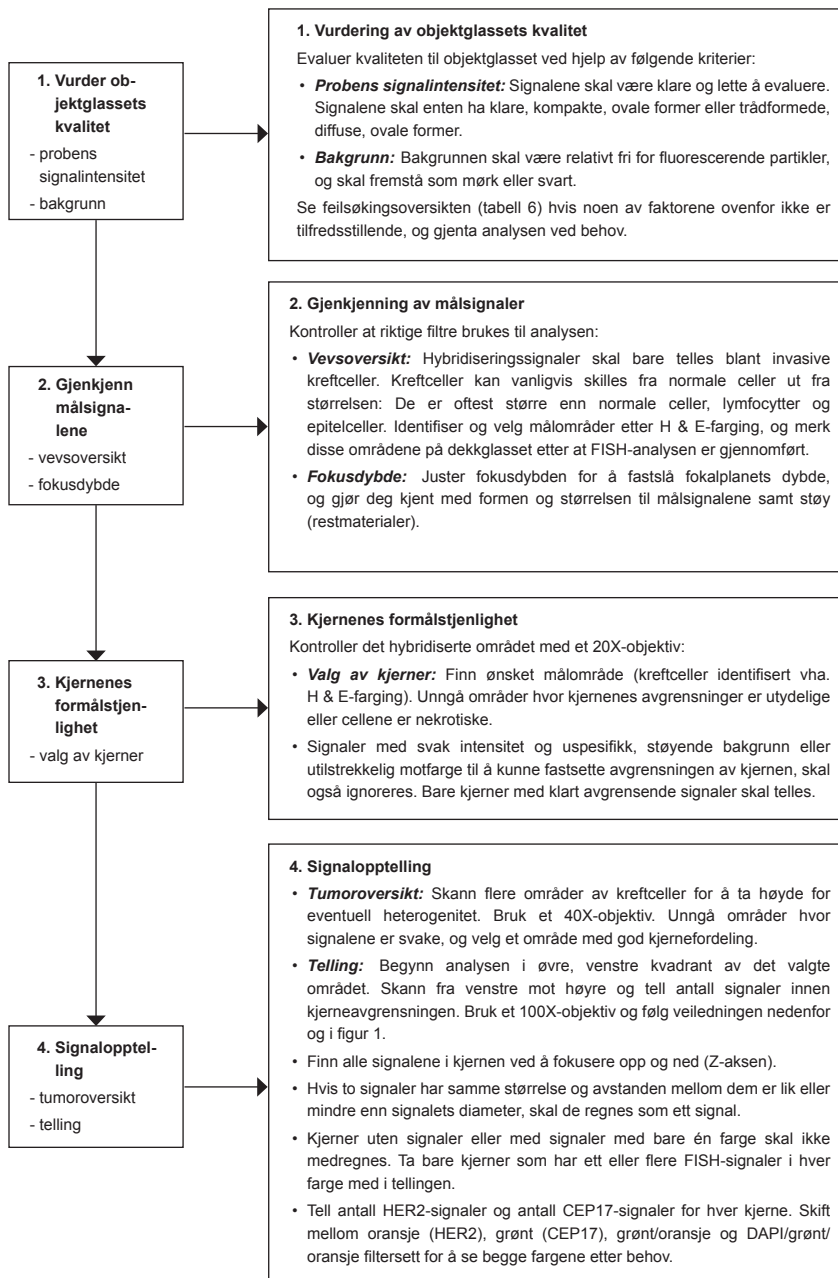 1. Vurder ob-
jektglassets
kvalitet
- probens
signalintensitet
- bakgrunn
1. Vurdering av objektglassets kvalitet
Evaluer kvaliteten til objektglasset ved hjelp av følgende kriterier:
• Probens signalintensitet: Signalene skal være klare og lette å evaluere.
Signalene skal enten ha klare, kompakte, ovale former eller trådformede,
diffuse, ovale former.
• Bakgrunn: Bakgrunnen skal være relativt fri for fluorescerende partikler,
og skal fremstå som mørk eller svart.
Se feilsøkingsoversikten (tabell 6) hvis noen av faktorene ovenfor ikke er
tilfredsstillende, og gjenta analysen ved behov.
2. Gjenkjenn
målsigna-
lene
- vevsoversikt
- fokusdybde
2. Gjenkjenning av målsignaler
Kontroller at riktige filtre brukes til analysen:
• Vevsoversikt: Hybridiseringssignaler skal bare telles blant invasive
kreftceller. Kreftceller kan vanligvis skilles fra normale celler ut fra
størrelsen: De er oftest større enn normale celler, lymfocytter og
epitelceller. Identifiser og velg målområder etter H & E-farging, og merk
disse områdene på dekkglasset etter at FISH-analysen er gjennomført.
• Fokusdybde: Juster fokusdybden for å fastslå fokalplanets dybde,
og gjør deg kjent med formen og størrelsen til målsignalene samt støy
(restmaterialer).
3. Kjernenes
formålstjen-
lighet
- valg av kjerner
3. Kjernenes formålstjenlighet
Kontroller det hybridiserte området med et 20X-objektiv:
• Valg av kjerner: Finn ønsket målområde (kreftceller identifisert vha.
H & E-farging). Unngå områder hvor kjernenes avgrensninger er utydelige
eller cellene er nekrotiske.
• Signaler med svak intensitet og uspesifikk, støyende bakgrunn eller
utilstrekkelig motfarge til å kunne fastsette avgrensningen av kjernen, skal
også ignoreres. Bare kjerner med klart avgrensende signaler skal telles.
4. Signalopptel-
ling
- tumoroversikt
- telling
4. Signalopptelling
• Tumoroversikt: Skann flere områder av kreftceller for å ta høyde for
eventuell heterogenitet. Bruk et 40X-objektiv. Unngå områder hvor
signalene er svake, og velg et område med god kjernefordeling.
• Telling: Begynn analysen i øvre, venstre kvadrant av det valgte
området. Skann fra venstre mot høyre og tell antall signaler innen
kjerneavgrensningen. Bruk et 100X-objektiv og følg veiledningen nedenfor
og i figur 1.
• Finn alle signalene i kjernen ved å fokusere opp og ned (Z-aksen).
• Hvis to signaler har samme størrelse og avstanden mellom dem er lik eller
mindre enn signalets diameter, skal de regnes som ett signal.
• Kjerner uten signaler eller med signaler med bare én farge skal ikke
medregnes. Ta bare kjerner som har ett eller flere FISH-signaler i hver
farge med i tellingen.
• Tell antall HER2-signaler og antall CEP17-signaler for hver kjerne. Skift
mellom oransje (HER2), grønt (CEP17), grønt/oransje og DAPI/grønt/
oransje filtersett for å se begge fargene etter behov.